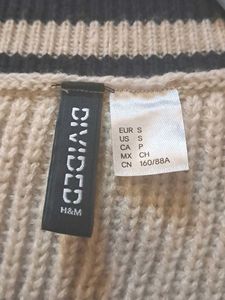 DIVIDED
H&M
EUR S
US S
CA P
MX CH
CN 160/88A